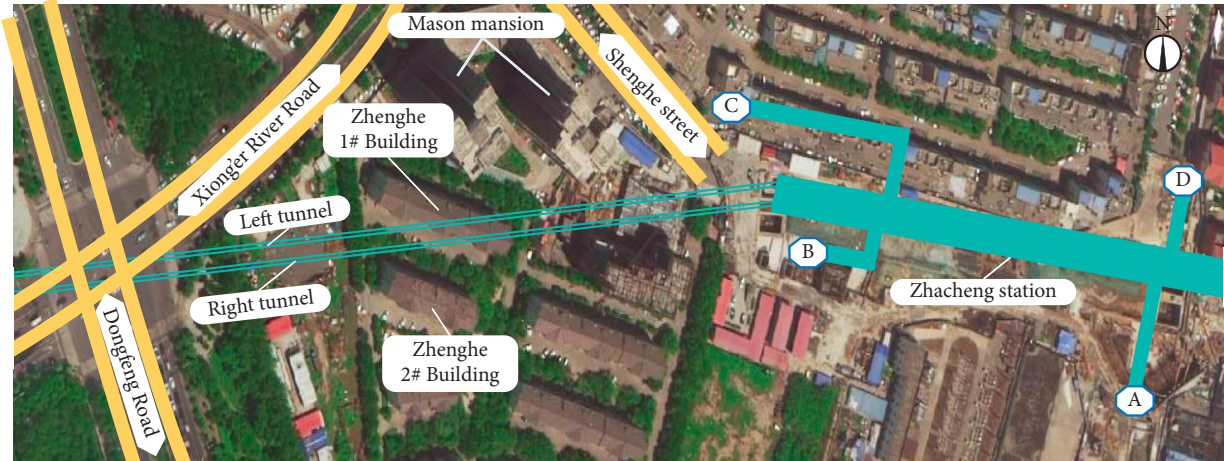 Mason mansion
N
Xiong'er River Road
Shenghe street
Zhenghe
1# Building
C
D
Left tunnel
B
Right tunnel
Zhacheng station
Zhenghe
2# Building
Dongfeng Road
A